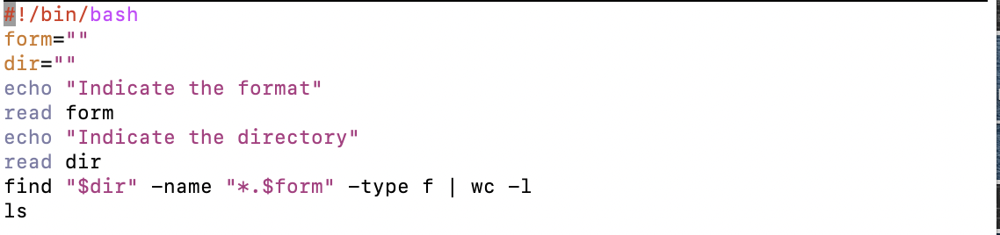 #!/bin/bash
form=""
dir=""
echo "Indicate the format"
read form
echo "Indicate the directory"
read dir
find "$dir" -name "*.$form" -type f | wc -l
ls